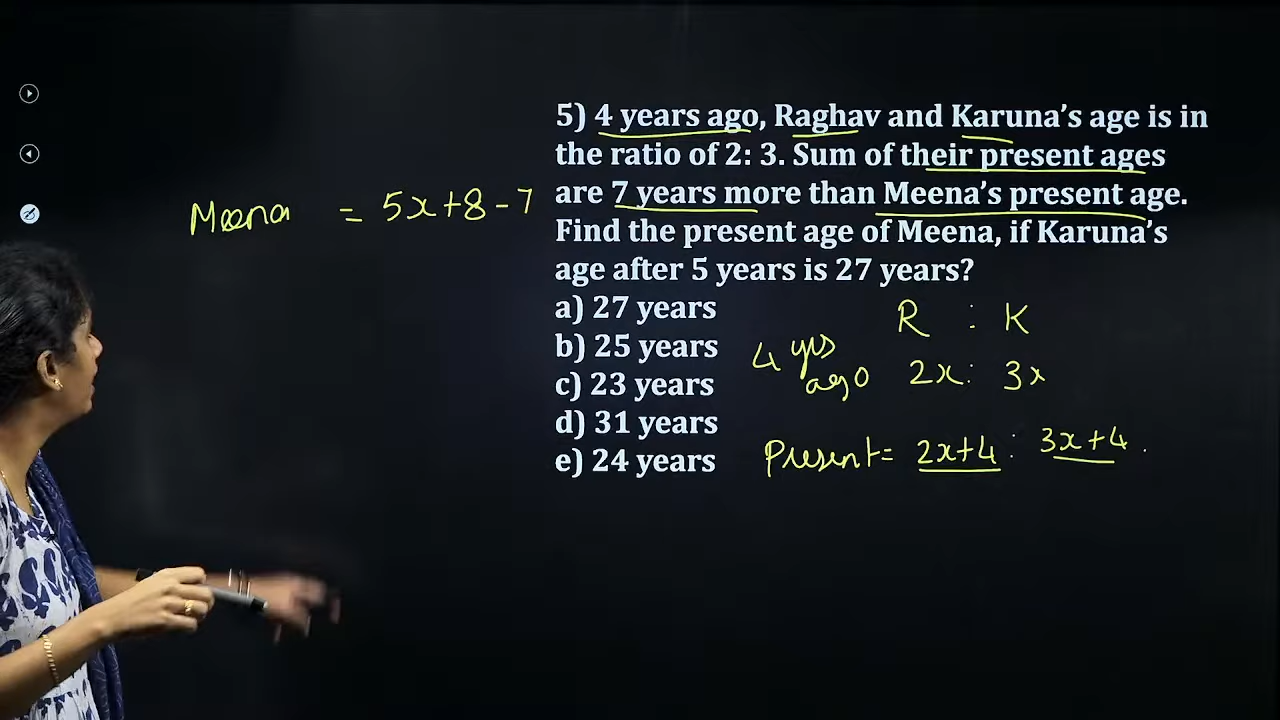 5) 4 years ago, Raghav and Karuna's age is in
the ratio of 2: 3. Sum of their present ages
are 7 years more than Meena's present age.
Find the present age of Meena, if Karuna's
age after 5 years is 27 years?
a) 27 years
b) 25 years
c) 23 years
d) 31 years
e) 24 years
Meena = 5x+8-7
R : K
4 yrs ago 2x : 3x
Present = 2x+4 : 3x+4.